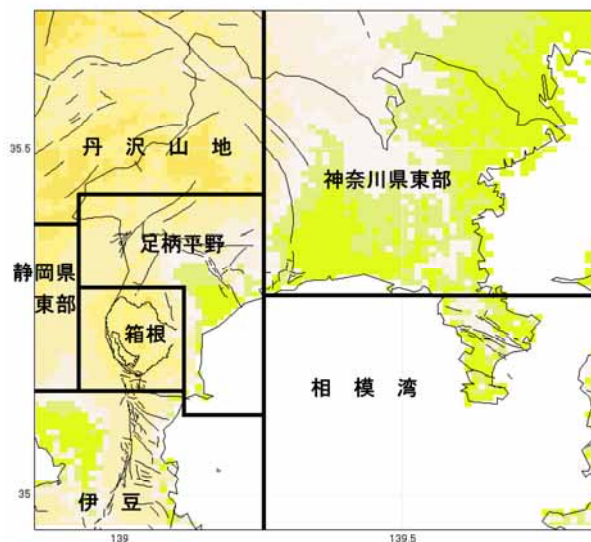 35.5
丹沢山地
神奈川県東部
足柄平野
静岡県
東部
箱根
相模湾
35
伊豆
139
139.5